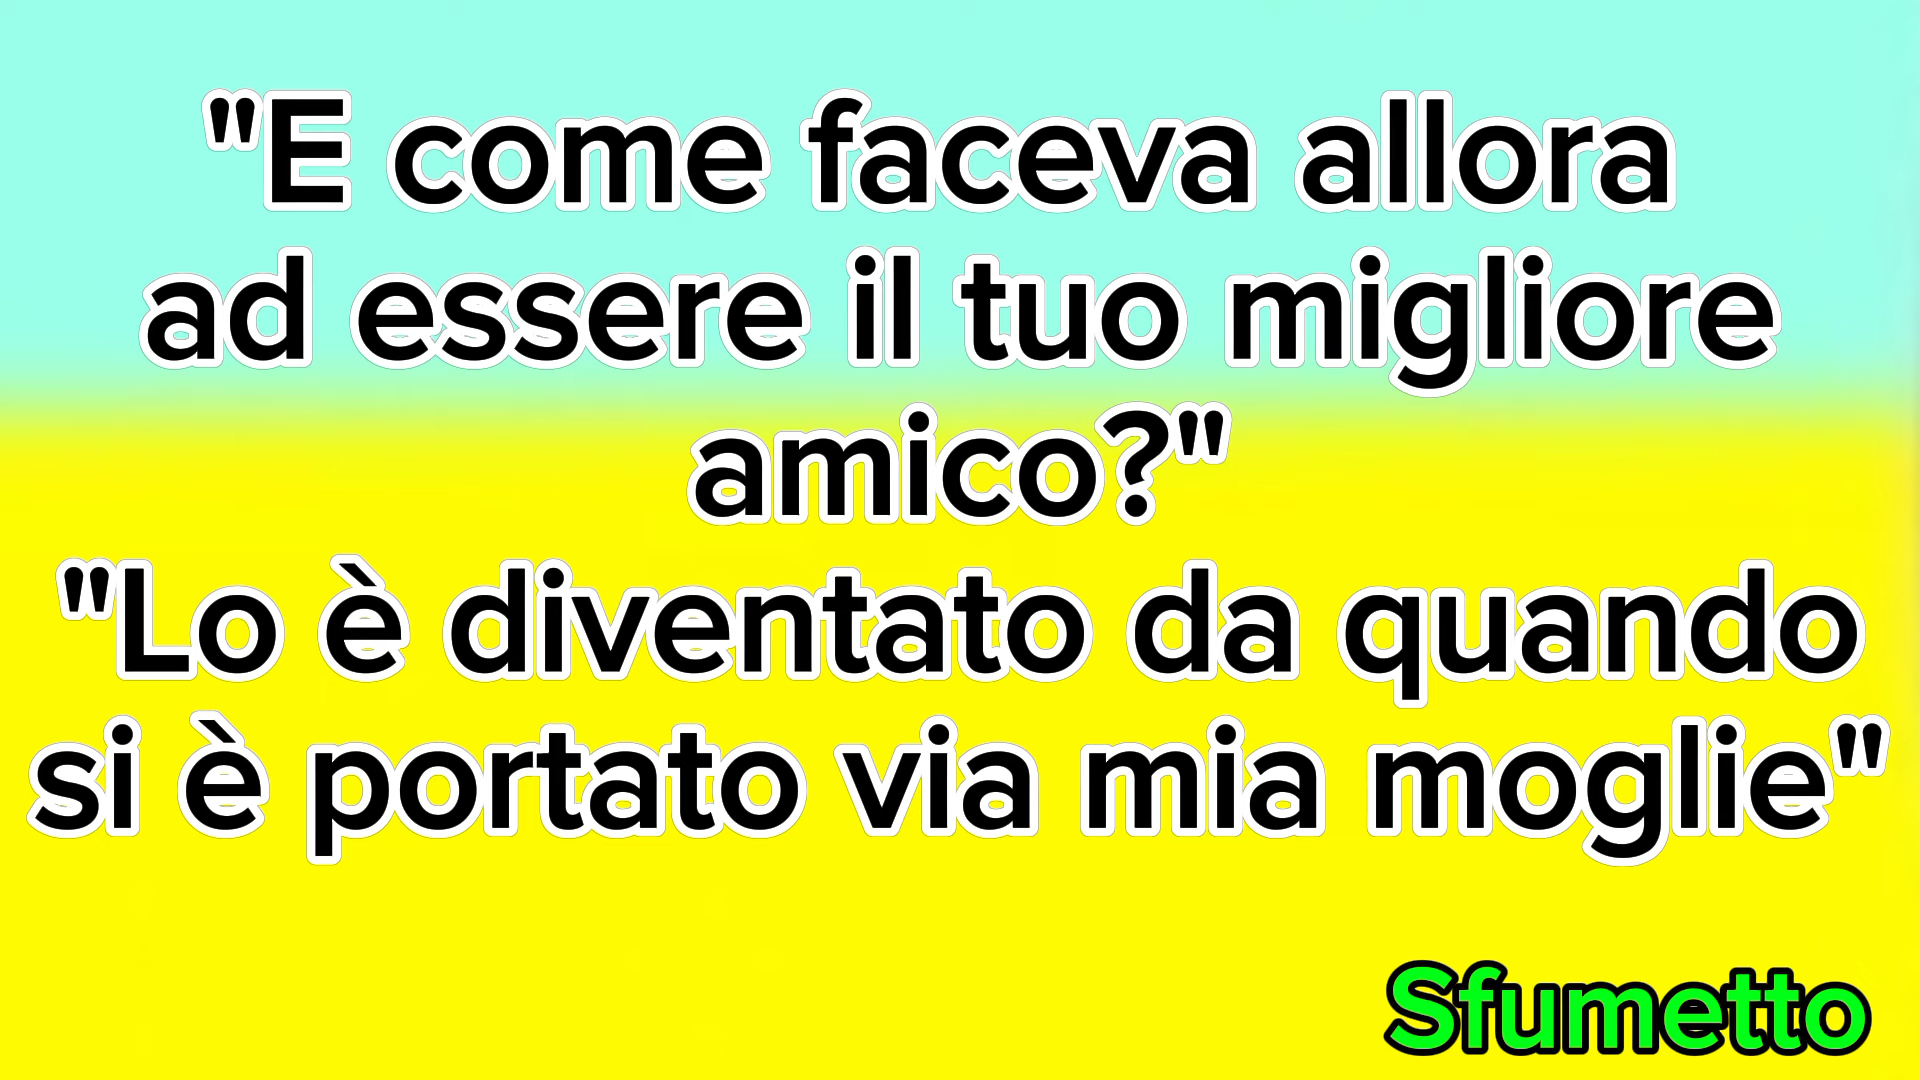 "E come faceva allora
ad essere il tuo migliore
amico?"
"Lo è diventato da quando
si è portato via mia moglie"
Sfumetto